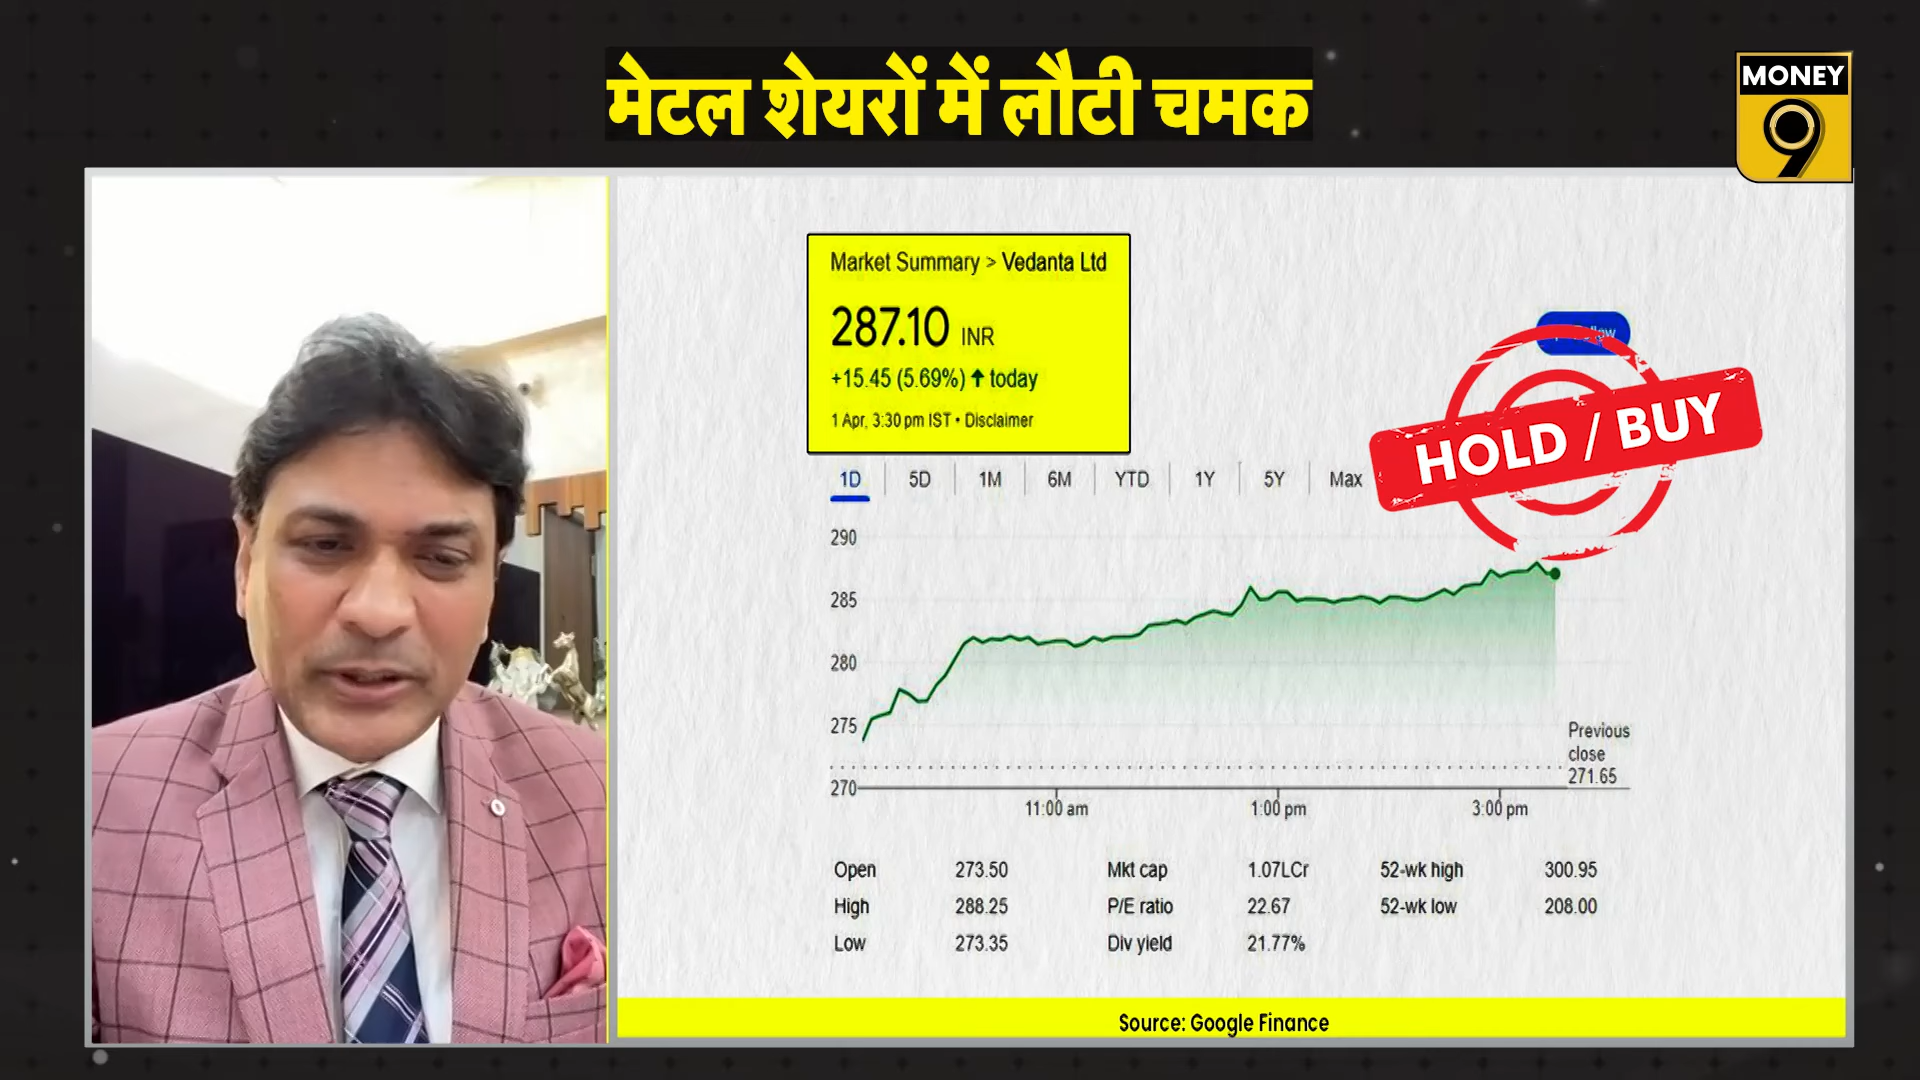 मेटल शेयरों में लौटी चमक
MONEY
9
Market Summary > Vedanta Ltd
287.10 INR
+15.45 (5.69%) ↑ today
1 Apr, 3:30 pm IST • Disclaimer
HOLD / BUY
1D 5D 1M 6M YTD 1Y 5Y Max
290
285
280
275
270
Previous
close
271.65
11:00 am 1:00 pm 3:00 pm
Open 273.50 Mkt cap 1.07LCr 52-wk high 300.95
High 288.25 P/E ratio 22.67 52-wk low 208.00
Low 273.35 Div yield 21.77%
Source: Google Finance